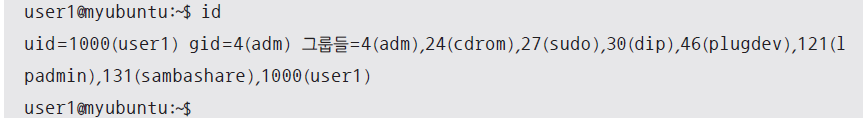 user1@myubuntu:~$ id
uid=1000(user1) gid=4(adm) 그룹들=4(adm),24(cdrom),27(sudo),30(dip),46(plugdev),121(l
padmin),131(sambashare),1000(user1)
user1@myubuntu:~$